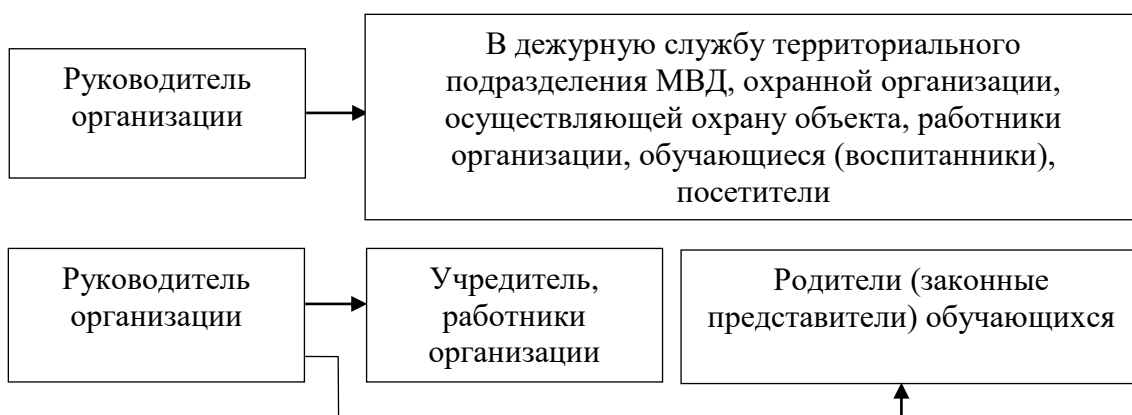 Руководитель
организации
В дежурную службу территориального
подразделения МВД, охранной организации,
осуществляющей охрану объекта, работники
организации, обучающиеся (воспитанники),
посетители
Руководитель
организации
Учредитель,
работники
организации
Родители (законные
представители) обучающихся